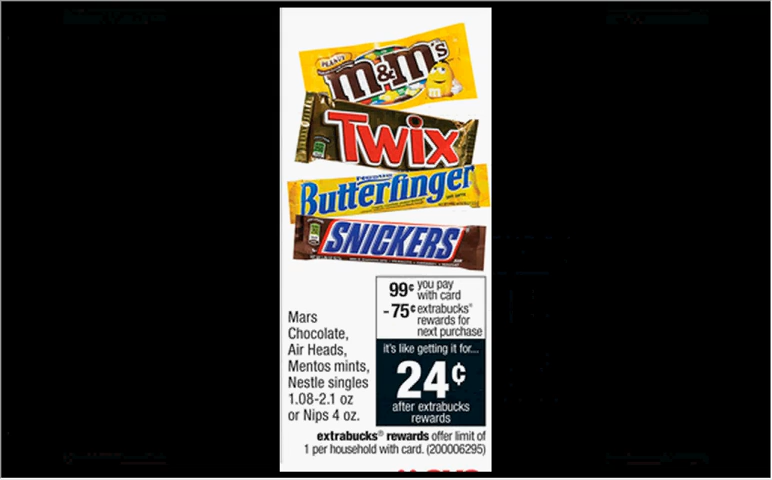 PEANUT
m&m's
TWIX
Nestle
Butterfinger
SNICKERS
99¢ you pay
with card
-75¢ extrabucks®
rewards for
next purchase
it's like getting it for...
24¢
after extrabucks
rewards
Mars
Chocolate,
Air Heads,
Mentos mints,
Nestle singles
1.08-2.1 oz
or Nips 4 oz.
extrabucks® rewards offer limit of
1 per household with card. (200006295)